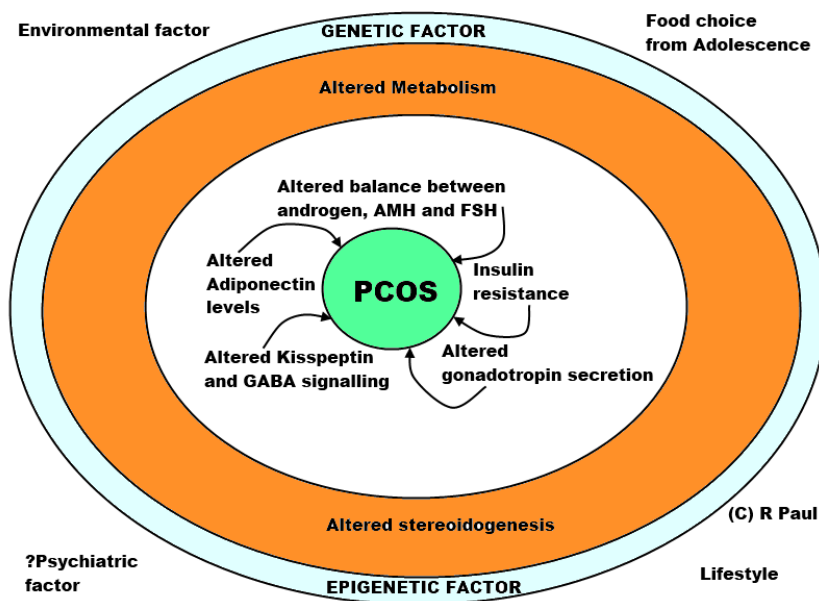 Environmental factor
GENETIC FACTOR
Food choice
from Adolescence
Altered Metabolism
Altered balance between
androgen, AMH and FSH
Altered
Adiponectin
levels
PCOS
Insulin
resistance
Altered Kisspeptin
and GABA signalling
Altered
gonadotropin secretion
Altered stereoidogenesis
(C) R Paul
?Psychiatric
factor
EPIGENETIC FACTOR
Lifestyle